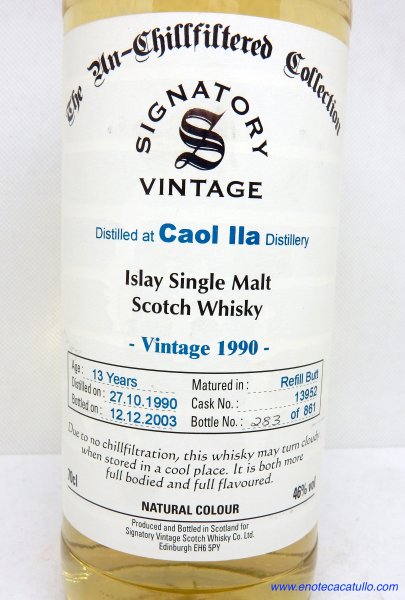 The Un-Chillfiltered Collection
SIGNATORY
S
VINTAGE
Distilled at Caol Ila Distillery
Islay Single Malt
Scotch Whisky
- Vintage 1990 -
Age : 13 Years
Distilled on : 27.10.1990
Bottled on : 12.12.2003
Matured in : Refill Butt
Cask No. : 13952
Bottle No. : 283 of 861
Due to no chillfiltration, this whisky may turn cloudy
when stored in a cool place. It is both more
full bodied and full flavoured.
70cl
46% vol
NATURAL COLOUR
Produced and Bottled in Scotland for
Signatory Vintage Scotch Whisky Co. Ltd.
Edinburgh EH6 5PY
www.enotecacatullo.com